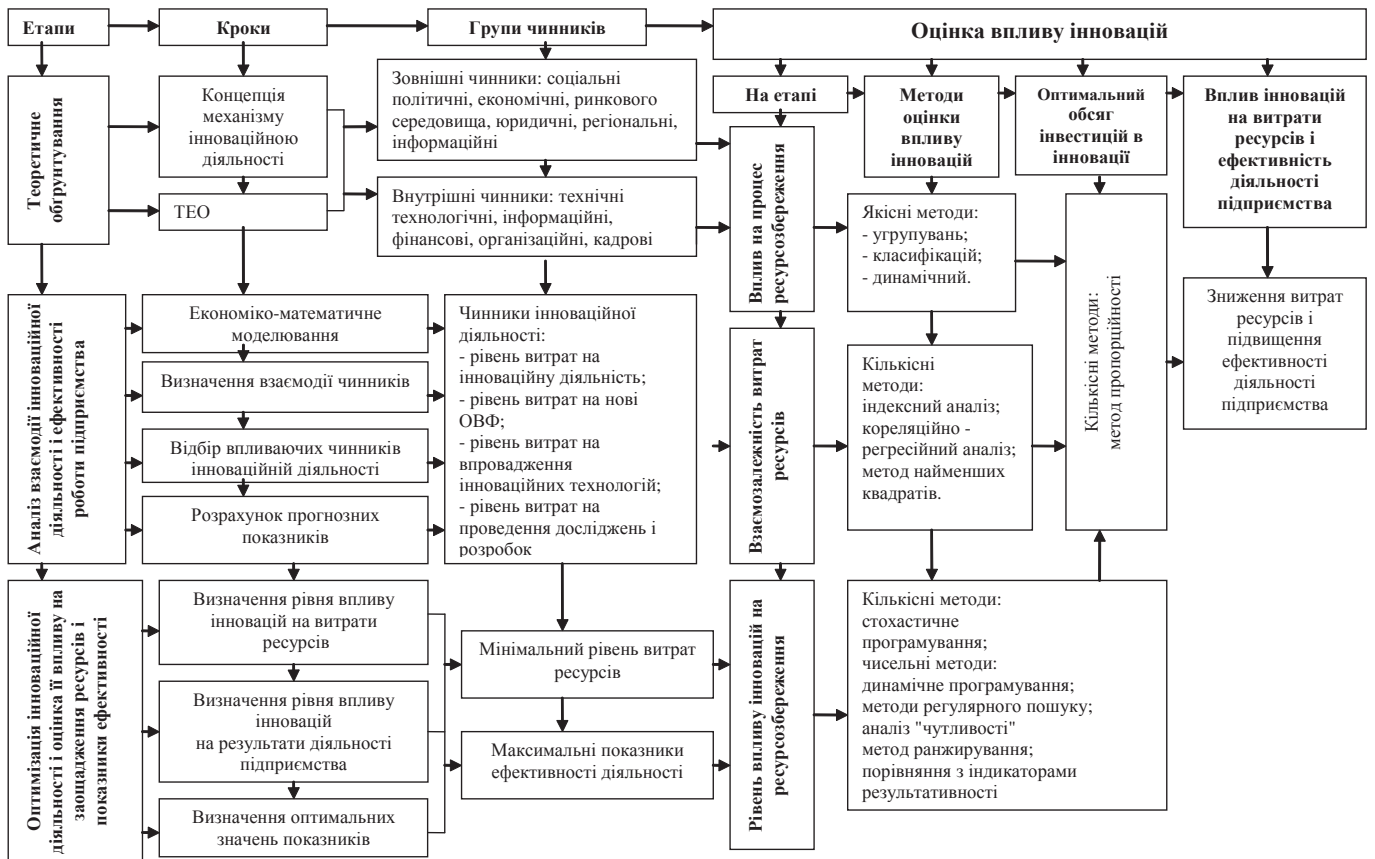 Етапи
Кроки
Групи чинників
Оцінка впливу інновацій
Теоретичне
обґрунтування
Концепція
механізму
інноваційною
діяльності
ТЕО
Зовнішні чинники: соціальні
політичні, економічні, ринкового
середовища, юридичні, регіональні,
інформаційні
Внутрішні чинники: технічні
технологічні, інформаційні,
фінансові, організаційні, кадрові
На етапі
Методи
оцінки
впливу
інновацій
Оптимальний
обсяг
інвестицій в
інновації
Вплив інновацій
на витрати
ресурсів і
ефективність
діяльності
підприємства
Вплив на процес
ресурсозбереження
Якісні методи:
- угрупувань;
- класифікацій;
- динамічний.
Кількісні методи:
метод пропорційності
Зниження витрат
ресурсів і
підвищення
ефективності
діяльності
підприємства
Аналіз взаємодії інноваційної
діяльності і ефективності
роботи підприємства
Економіко-математичне
моделювання
Визначення взаємодії чинників
Відбір впливаючих чинників
інноваційній діяльності
Розрахунок прогнозних
показників
Чинники інноваційної
діяльності:
- рівень витрат на
інноваційну діяльність;
- рівень витрат на нові
ОВФ;
- рівень витрат на
впровадження
інноваційних технологій;
- рівень витрат на
проведення досліджень і
розробок
Взаємозалежність витрат
ресурсів
Кількісні
методи:
індексний аналіз;
кореляційно -
регресійний аналіз;
метод найменших
квадратів.
Оптимізація інноваційної
діяльності і оцінка її впливу на
заощадження ресурсів і
показники ефективності
Визначення рівня впливу
інновацій на витрати
ресурсів
Визначення рівня впливу
інновацій
на результати діяльності
підприємства
Визначення оптимальних
значень показників
Мінімальний рівень витрат
ресурсів
Максимальні показники
ефективності діяльності
Рівень впливу інновацій на
ресурсозбереження
Кількісні методи:
стохастичне
програмування;
чисельні методи:
динамічне програмування;
методи регулярного пошуку;
аналіз "чутливості"
метод ранжирування;
порівняння з індикаторами
результативності